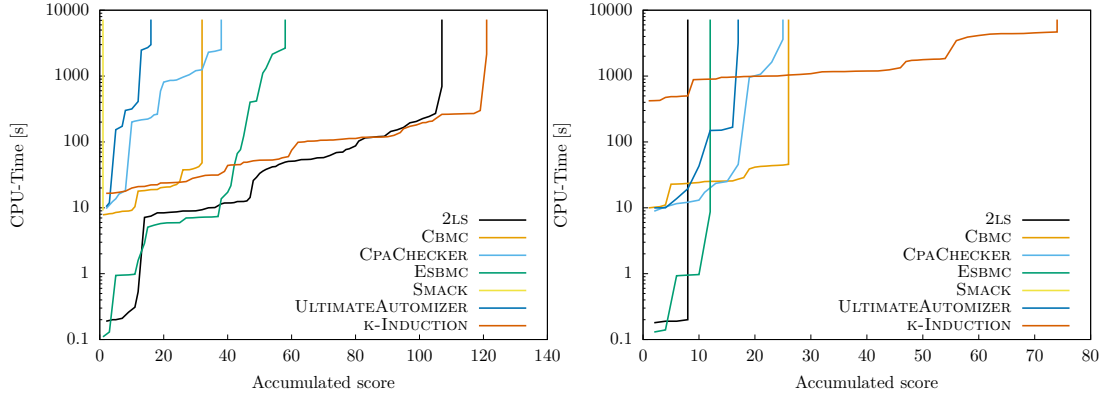 10000
1000
100
10
1
0.1
CPU-Time [s]
0
20
40
60
80
100
120
140
Accumulated score
2LS
CBMC
CPACHECKER
ESBMC
SMACK
ULTIMATEAUTOMIZER
K-INDUCTION
10000
1000
100
10
1
0.1
CPU-Time [s]
0
10
20
30
40
50
60
70
80
Accumulated score
2LS
CBMC
CPACHECKER
ESBMC
SMACK
ULTIMATEAUTOMIZER
K-INDUCTION